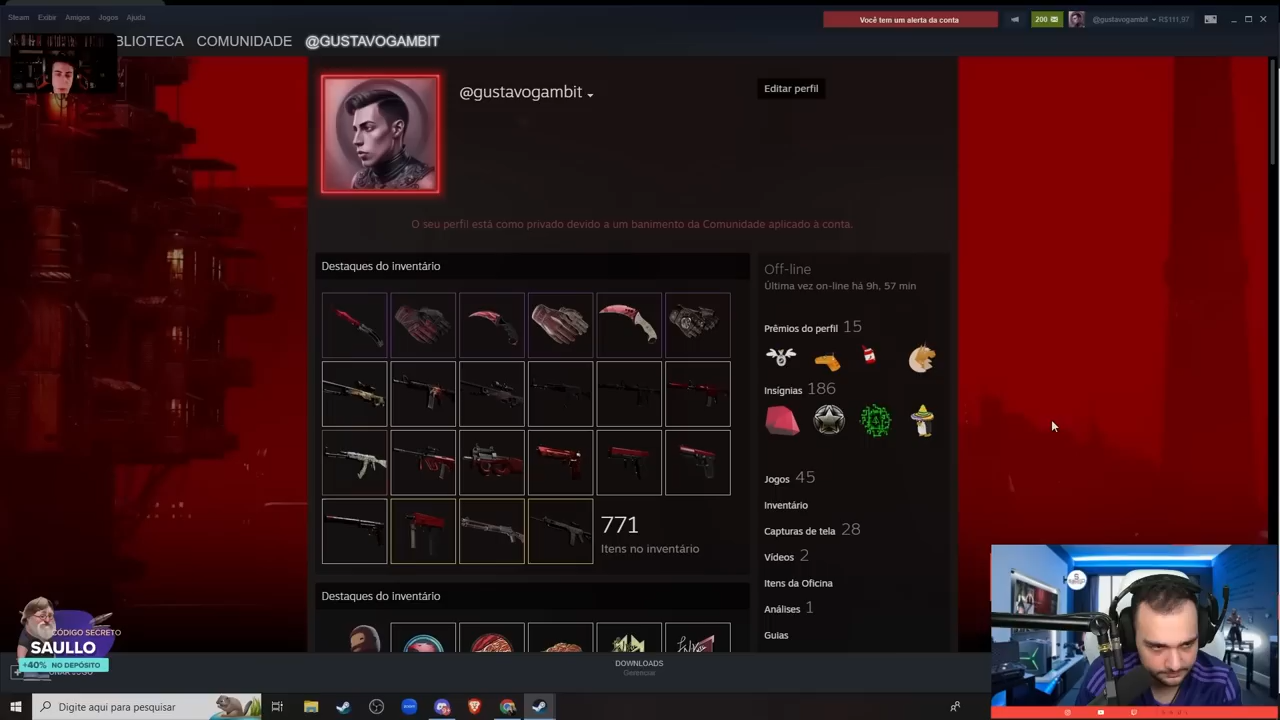 Steam Exibir Amigos Jogos Ajuda
Você tem um alerta da conta
200
@gustavogambit
R$111,97
BLIOTECA COMUNIDADE @GUSTAVOGAMBIT
@gustavogambit
Editar perfil
O seu perfil está como privado devido a um banimento da Comunidade aplicado à conta.
Destaques do inventário
771
Itens no inventário
Destaques do inventário
Off-line
Última vez on-line há 9h, 57 min
Prêmios do perfil 15
Insígnias 186
Jogos 45
Inventário
Capturas de tela 28
Vídeos 2
Itens da Oficina
Análises 1
Guias
CÓDIGO SECRETO
SAULLO
+40% NO DEPÓSITO
DOWNLOADS
Gerenciar
Digite aqui para pesquisar